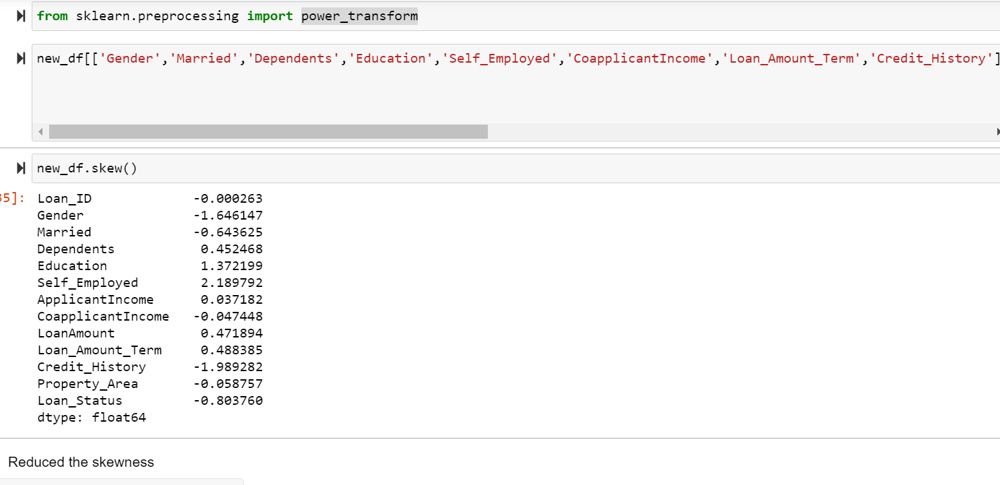 from sklearn.preprocessing import power_transform
new_df[['Gender','Married','Dependents','Education','Self_Employed','CoapplicantIncome','Loan_Amount_Term','Credit_History']
new_df.skew()
35]:
Loan_ID -0.000263
Gender -1.646147
Married -0.643625
Dependents 0.452468
Education 1.372199
Self_Employed 2.189792
ApplicantIncome 0.037182
CoapplicantIncome -0.047448
LoanAmount 0.471894
Loan_Amount_Term 0.488385
Credit_History -1.989282
Property_Area -0.058757
Loan_Status -0.803760
dtype: float64
Reduced the skewness